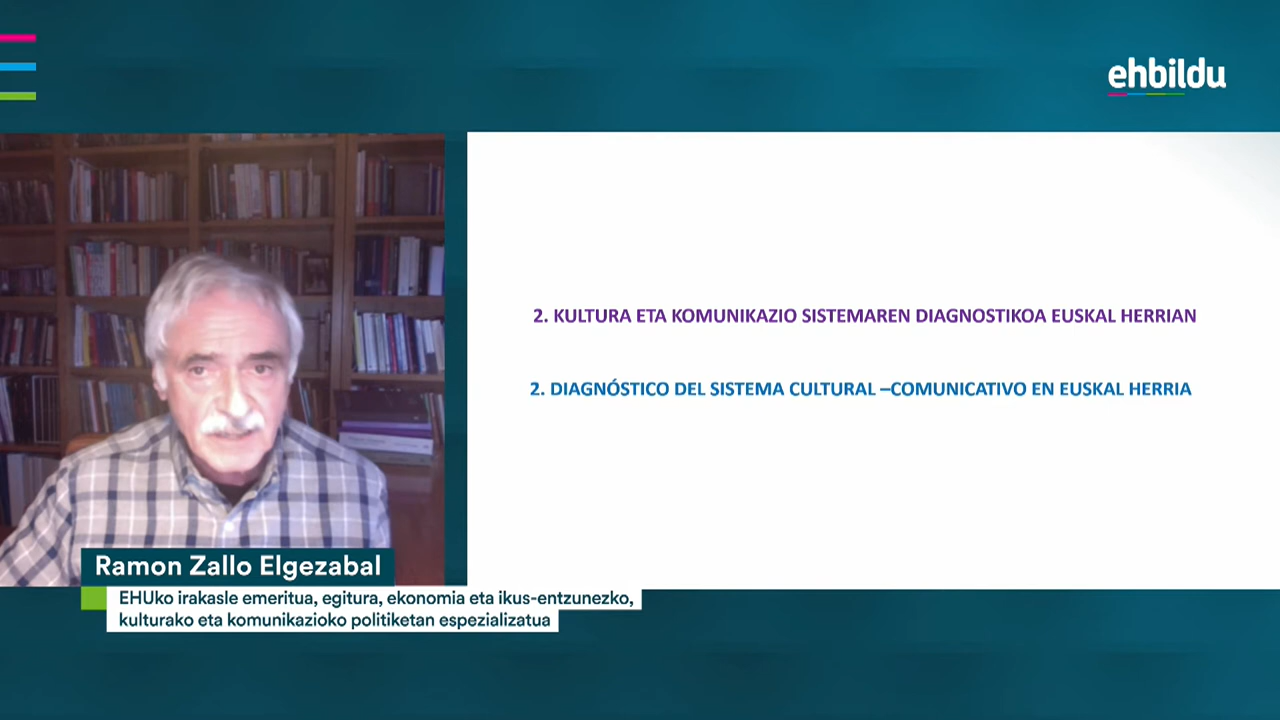 ehbildu
2. KULTURA ETA KOMUNIKAZIO SISTEMAREN DIAGNOSTIKOA EUSKAL HERRIAN
2. DIAGNÓSTICO DEL SISTEMA CULTURAL –COMUNICATIVO EN EUSKAL HERRIA
Ramon Zallo Elgezabal
EHUko irakasle emeritua, egitura, ekonomia eta ikus-entzunezko,
kulturako eta komunikazioko politiketan espezializatua